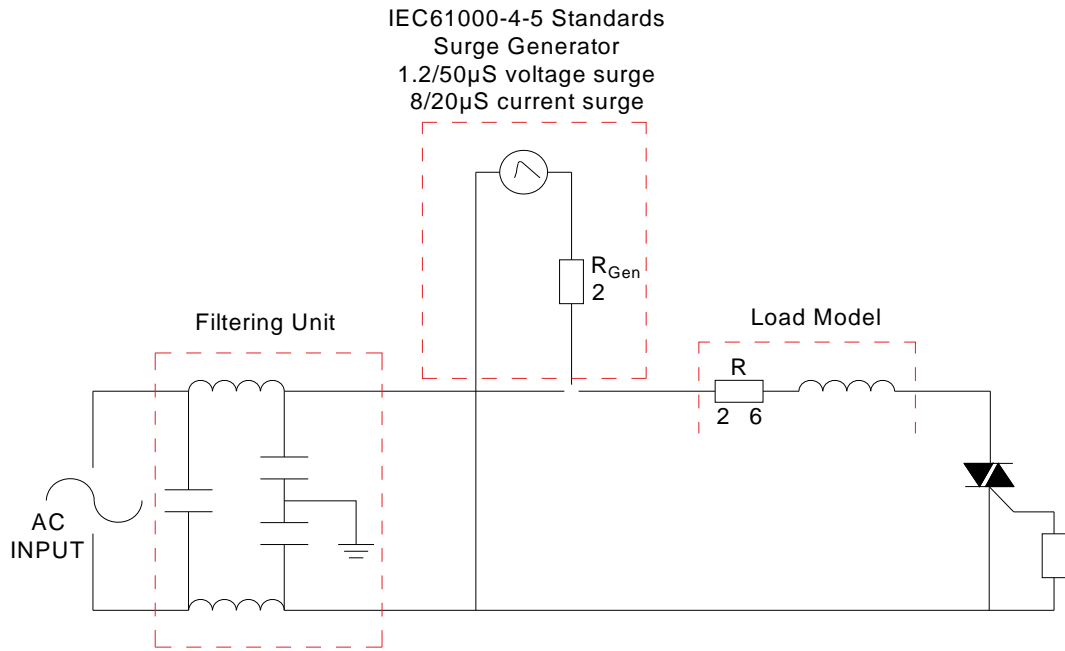 IEC61000-4-5 Standards
Surge Generator
1.2/50µS voltage surge
8/20µS current surge
RGen
2
Filtering Unit
Load Model
R
2 6
AC
INPUT